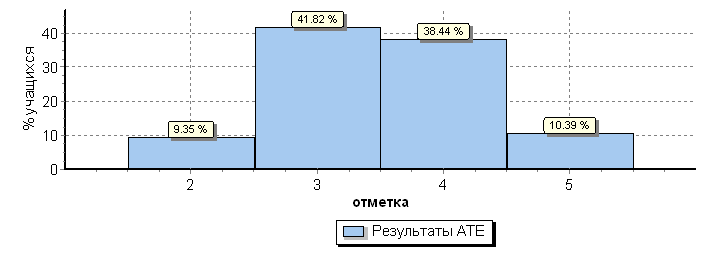 41.82 %
38.44 %
10.39 %
9.35 %
% учащихся
40
30
20
10
0
2 3 4 5
отметка
Результаты АТЕ